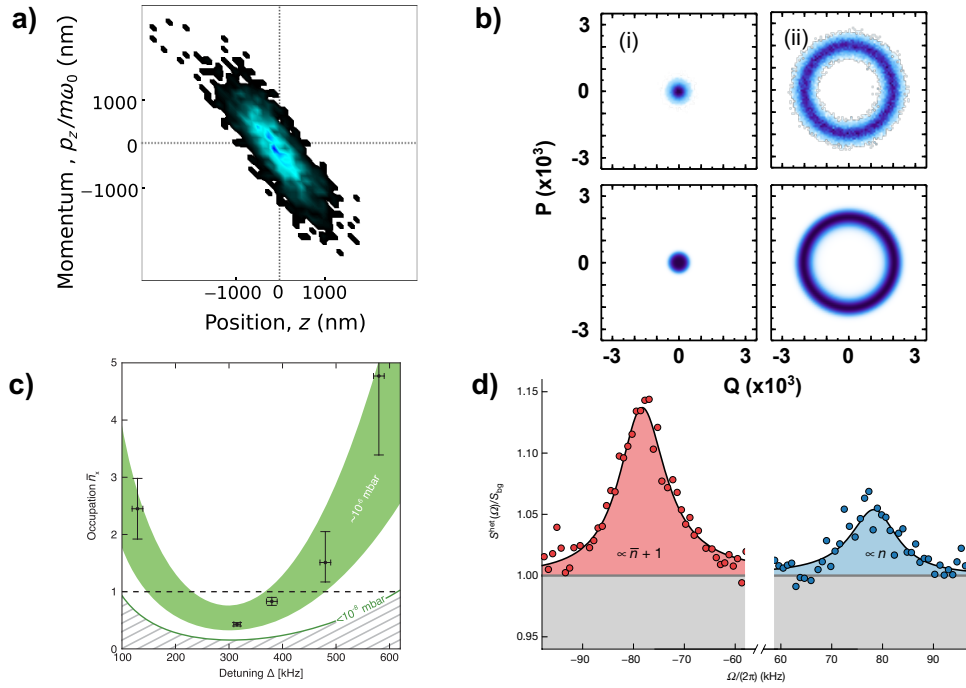 a)
Momentum , p_z/mω0 (nm)
1000
0
−1000
−1000
0
1000
Position, z (nm)
b)
(i)
(ii)
3
0
-3
3
0
-3
P (x10³)
-3
0
3
-3
0
3
Q (x10³)
c)
Occupation n̄ₓ
5
4
3
2
1
0
~10⁻⁶ mbar
<10⁻⁸ mbar
100
200
300
400
500
600
Detuning Δ [kHz]
d)
S^het(Ω)/S_bg
1.15
1.10
1.05
1.00
0.95
∝ n̄ + 1
∝ n
−90
−80
−70
−60
60
70
80
90
Ω/(2π) (kHz)